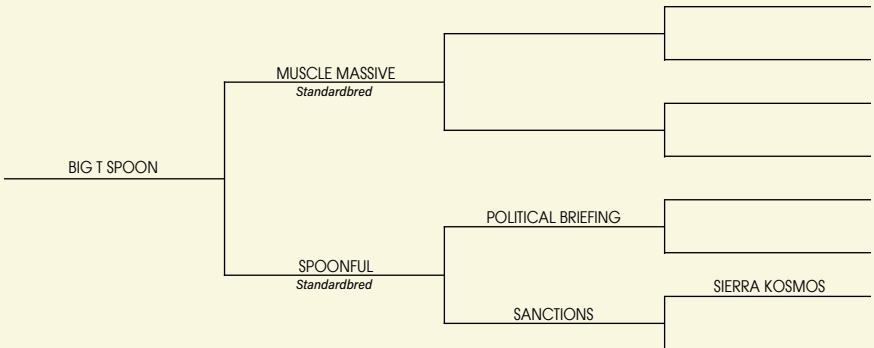 MUSCLE MASSIVE
Standardbred
BIG T SPOON
POLITICAL BRIEFING
SPOONFUL
Standardbred
SIERRA KOSMOS
SANCTIONS